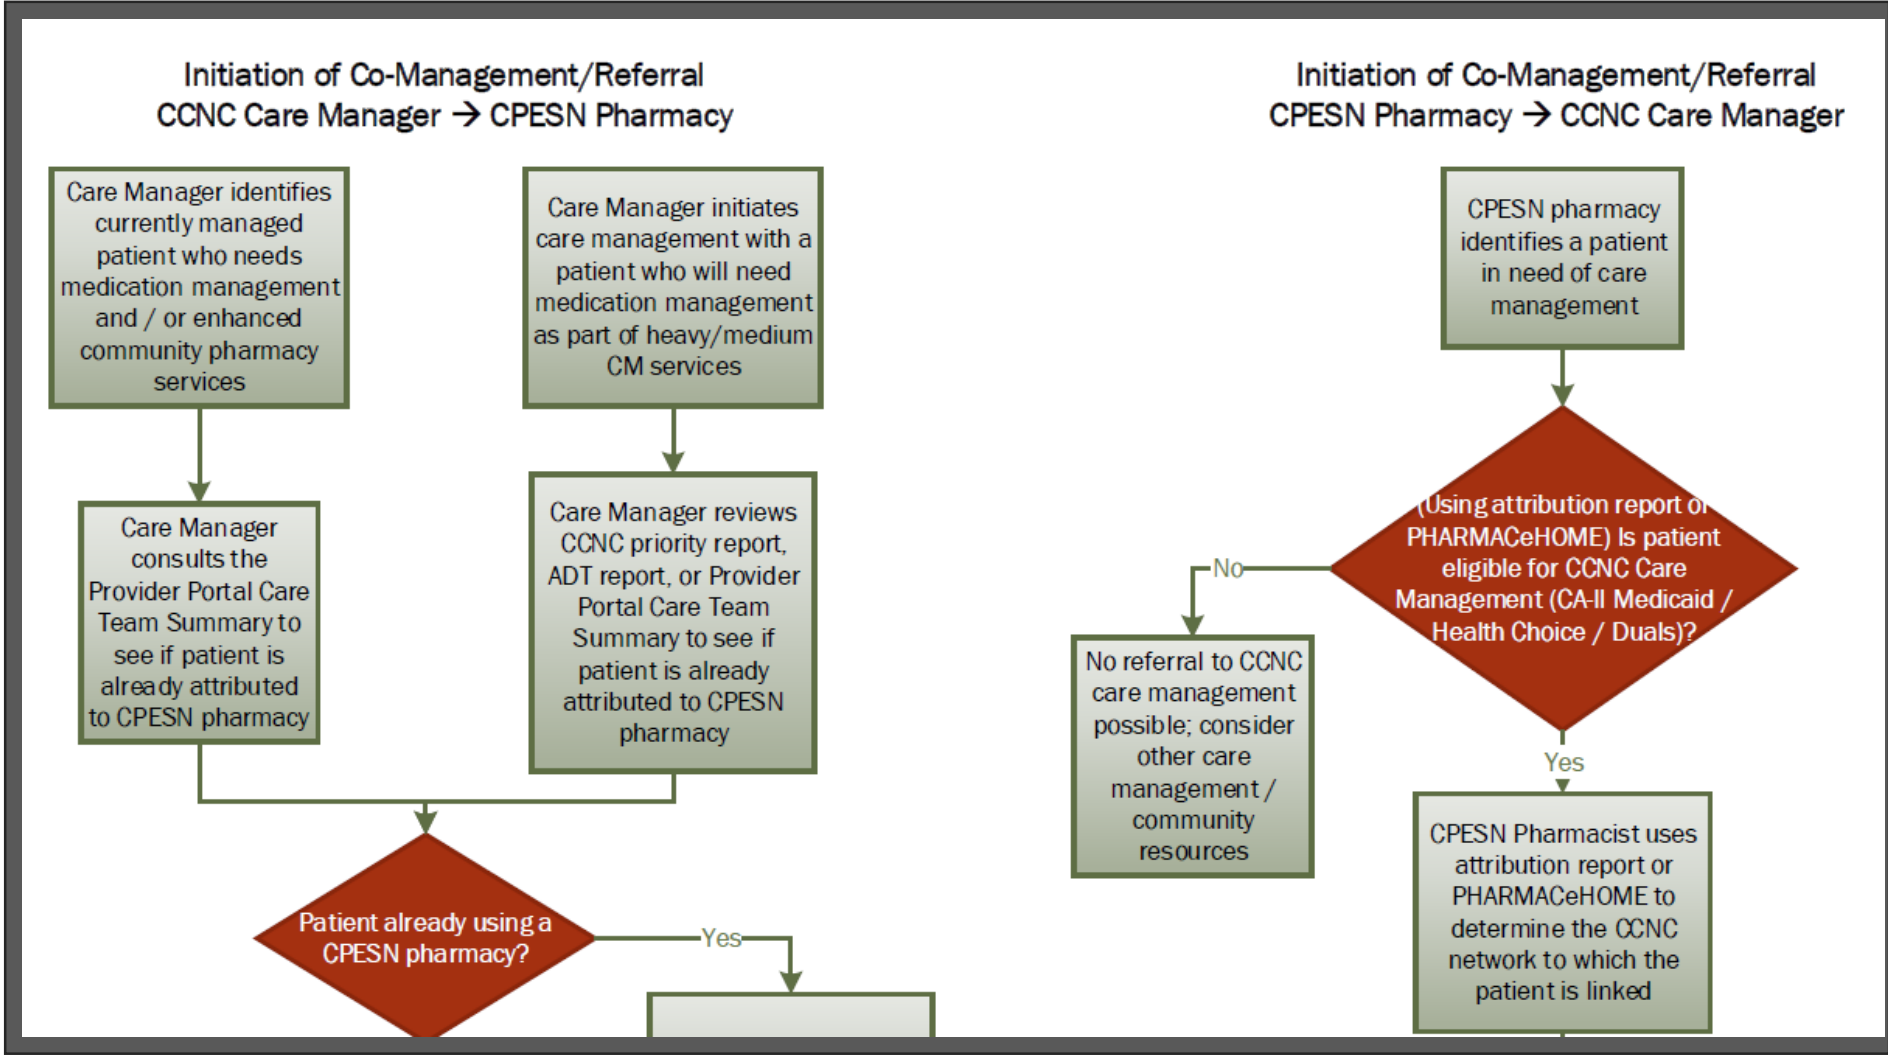 Initiation of Co-Management/Referral
CCNC Care Manager → CPESN Pharmacy
Care Manager identifies
currently managed
patient who needs
medication management
and / or enhanced
community pharmacy
services
Care Manager initiates
care management with a
patient who will need
medication management
as part of heavy/medium
CM services
Care Manager
consults the
Provider Portal Care
Team Summary to
see if patient is
already attributed
to CPESN pharmacy
Care Manager reviews
CCNC priority report,
ADT report, or Provider
Portal Care Team
Summary to see if
patient is already
attributed to CPESN
pharmacy
Patient already using a
CPESN pharmacy?
Yes
Initiation of Co-Management/Referral
CPESN Pharmacy → CCNC Care Manager
CPESN pharmacy
identifies a patient
in need of care
management
(Using attribution report or
PHARMACeHOME) Is patient
eligible for CCNC Care
Management (CA-II Medicaid /
Health Choice / Duals)?
No
No referral to CCNC
care management
possible; consider
other care
management /
community
resources
Yes
CPESN Pharmacist uses
attribution report or
PHARMACeHOME to
determine the CCNC
network to which the
patient is linked